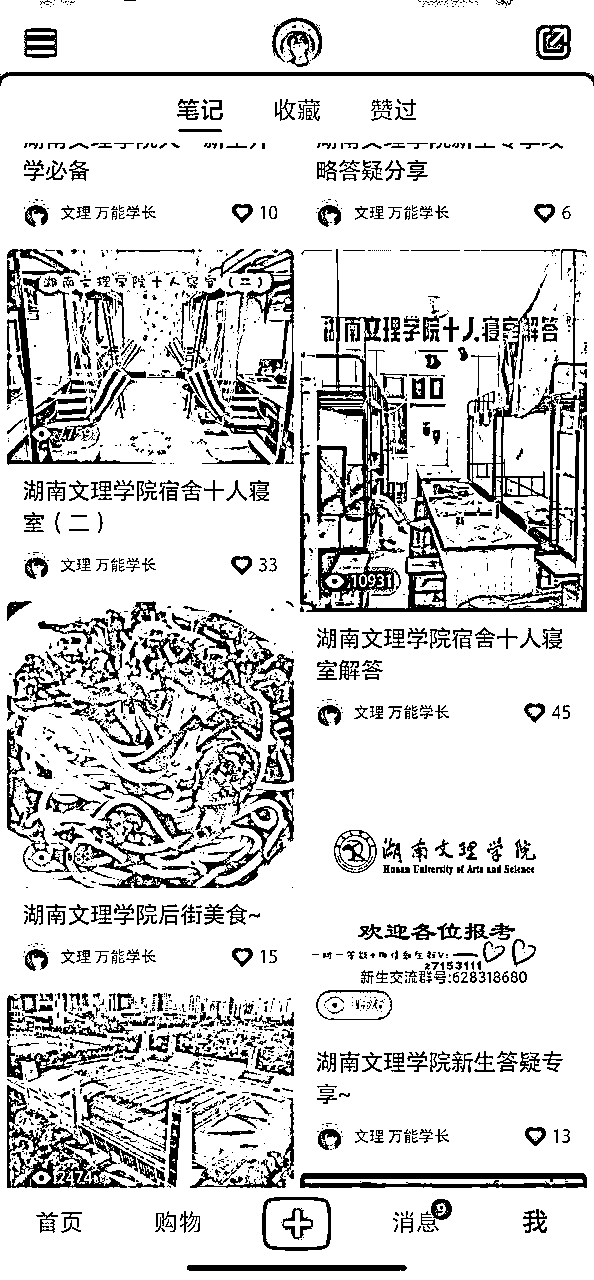 笔记 收藏 赞过
学必备
文理 万能学长 10
略答疑分享
文理 万能学长 6
湖南文理学院十人寝室（二）
湖南文理学院宿舍十人寝
室（二）
文理 万能学长 33
湖南文理学院十人寝室解答
10931
湖南文理学院宿舍十人寝
室解答
文理 万能学长 45
湖南文理学院后街美食~
文理 万能学长 15
湖南文理学院
Hunan University of Arts and Science
欢迎各位报考
27153111
新生交流群号:628318680
湖南文理学院新生答疑专
享~
文理 万能学长 13
2474
首页 购物 消息 9 我